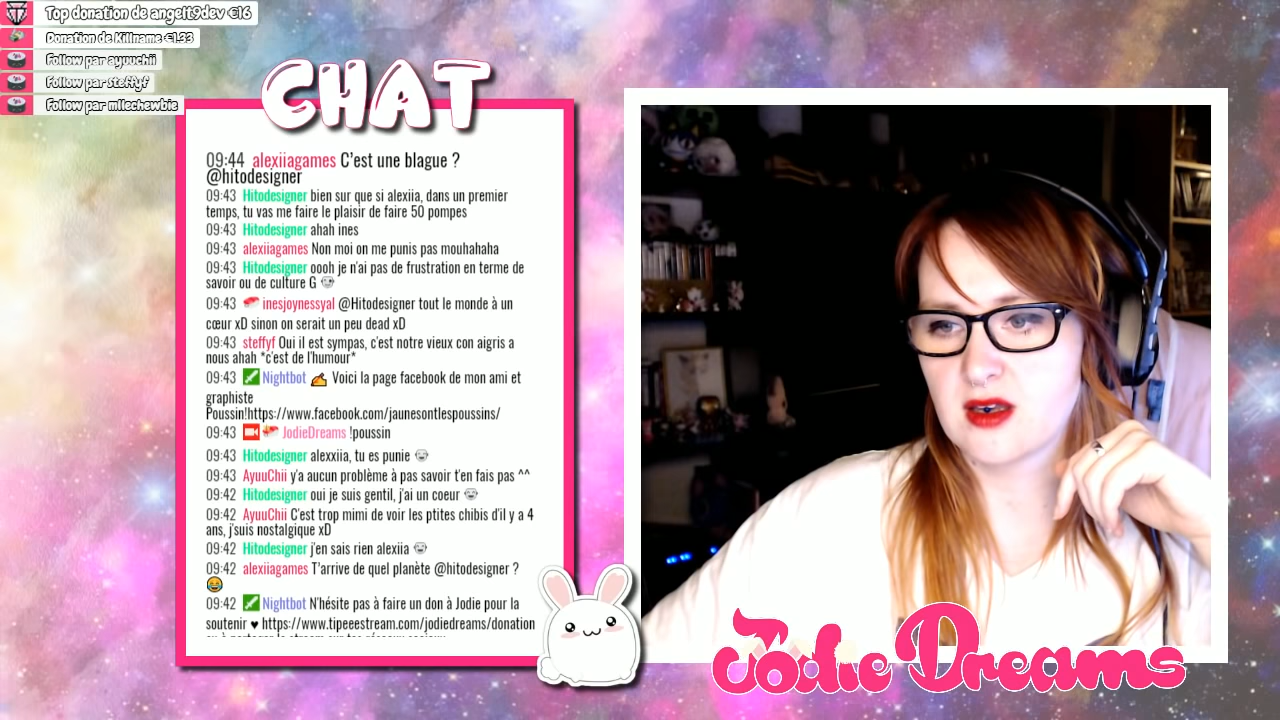 Top donation de angelt9dev €16
Donation de Killname €1.33
Follow par ayuuchii
Follow par steffyf
Follow par mllechewbie
CHAT
09:44 alexiiagames C'est une blague ?
@hitodesigner
09:43 Hitodesigner bien sur que si alexiia, dans un premier
temps, tu vas me faire le plaisir de faire 50 pompes
09:43 Hitodesigner ahah ines
09:43 alexiiagames Non moi on me punis pas mouhahaha
09:43 Hitodesigner oooh je n'ai pas de frustration en terme de
savoir ou de culture G
09:43 inesjoynessyal @Hitodesigner tout le monde à un
cœur xD sinon on serait un peu dead xD
09:43 steffyf Oui il est sympas, c'est notre vieux con aigris a
nous ahah *c'est de l'humour*
09:43 Nightbot ✍ Voici la page facebook de mon ami et
graphiste
Poussin!https://www.facebook.com/jaunesontlespoussins/
09:43 JodieDreams !poussin
09:43 Hitodesigner alexxiia, tu es punie
09:43 AyuuChii y'a aucun problème à pas savoir t'en fais pas ^^
09:42 Hitodesigner oui je suis gentil, j'ai un coeur
09:42 AyuuChii C'est trop mimi de voir les ptites chibis d'il y a 4
ans, j'suis nostalgique xD
09:42 Hitodesigner j'en sais rien alexiia
09:42 alexiiagames T'arrive de quel planète @hitodesigner ?
😂
09:42 Nightbot N'hésite pas à faire un don à Jodie pour la
soutenir ♥ https://www.tipeeestream.com/jodiedreams/donation
Jodie Dreams